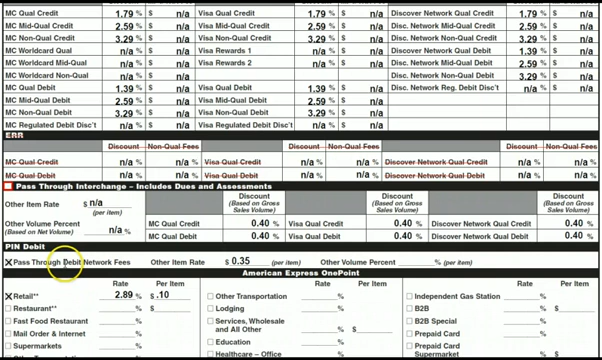 MC Qual Credit 1.79 % $ n/a Visa Qual Credit 1.79 % $ n/a Discover Network Qual Credit 1.79 % $ n/a
MC Mid-Qual Credit 2.59 % $ n/a Visa Mid-Qual Credit 2.59 % $ n/a Disc. Network Mid-Qual Credit 2.59 % $ n/a
MC Non-Qual Credit 3.29 % $ n/a Visa Non-Qual Credit 3.29 % $ n/a Disc. Network Non-Qual Credit 3.29 % $ n/a
MC Worldcard Qual n/a % $ n/a Visa Rewards 1 n/a % $ n/a Discover Network Qual Debit 1.39 % $ n/a
MC Worldcard Mid-Qual n/a % $ n/a Visa Rewards 2 n/a % $ n/a Disc. Network Mid-Qual Debit 2.59 % $ n/a
MC Worldcard Non-Qual n/a % $ n/a Disc. Network Non-Qual Debit 3.29 % $ n/a
MC Qual Debit 1.39 % $ n/a Visa Qual Debit 1.39 % $ n/a Disc. Network Reg. Debit Disc't n/a % $ n/a
MC Mid-Qual Debit 2.59 % $ n/a Visa Mid-Qual Debit 2.59 % $ n/a
MC Non-Qual Debit 3.29 % $ n/a Visa Non-Qual Debit 3.29 % $ n/a
MC Regulated Debit Disc't n/a % $ n/a Visa Regulated Debit Disc't n/a % $ n/a
ERR
Discount Non-Qual Fees Discount Non-Qual Fees Discount Non-Qual Fees
MC Qual Credit n/a % n/a % Visa Qual Credit n/a % n/a % Discover Network Qual Credit n/a % n/a %
MC Qual Debit n/a % n/a % Visa Qual Debit n/a % n/a % Discover Network Qual Debit n/a % n/a %
Pass Through Interchange – Includes Dues and Assessments
Other Item Rate $ n/a (per item) Discount (Based on Gross Sales Volume) Discount (Based on Gross Sales Volume) Discount (Based on Gross Sales Volume)
Other Volume Percent (Based on Net Volume) n/a % MC Qual Credit 0.40 % Visa Qual Credit 0.40 % Discover Network Qual Credit 0.40 %
MC Qual Debit 0.40 % Visa Qual Debit 0.40 % Discover Network Qual Debit 0.40 %
PIN Debit
X Pass Through Debit Network Fees Other Item Rate $ 0.35 (per item) Other Volume Percent % (per item)
American Express OnePoint
Rate Per Item Rate Per Item Rate Per Item
X Retail** 2.89 % $ .10 Other Transportation % Independent Gas Station %
Restaurant** % $ Lodging % B2B % $
Fast Food Restaurant % Services, Wholesale and All Other % $ B2B Special %
Mail Order & Internet % Education % Prepaid Card % $
Supermarkets % Healthcare – Office % Prepaid Card Supermarket % $